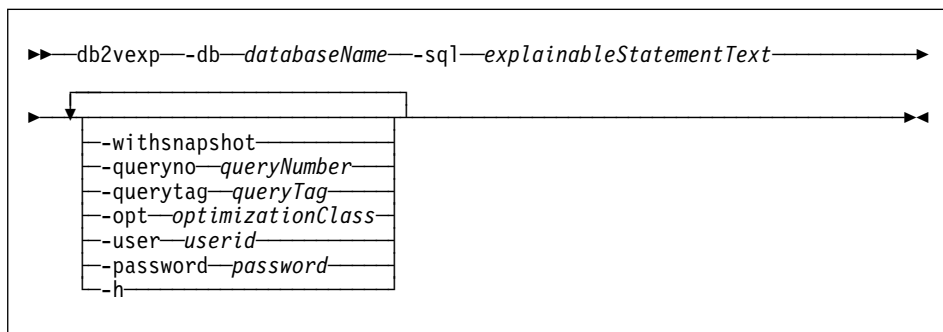 db2vexp -db databaseName -sql explainableStatementText
-withsnapshot
-queryno queryNumber
-querytag queryTag
-opt optimizationClass
-user userid
-password password
-h